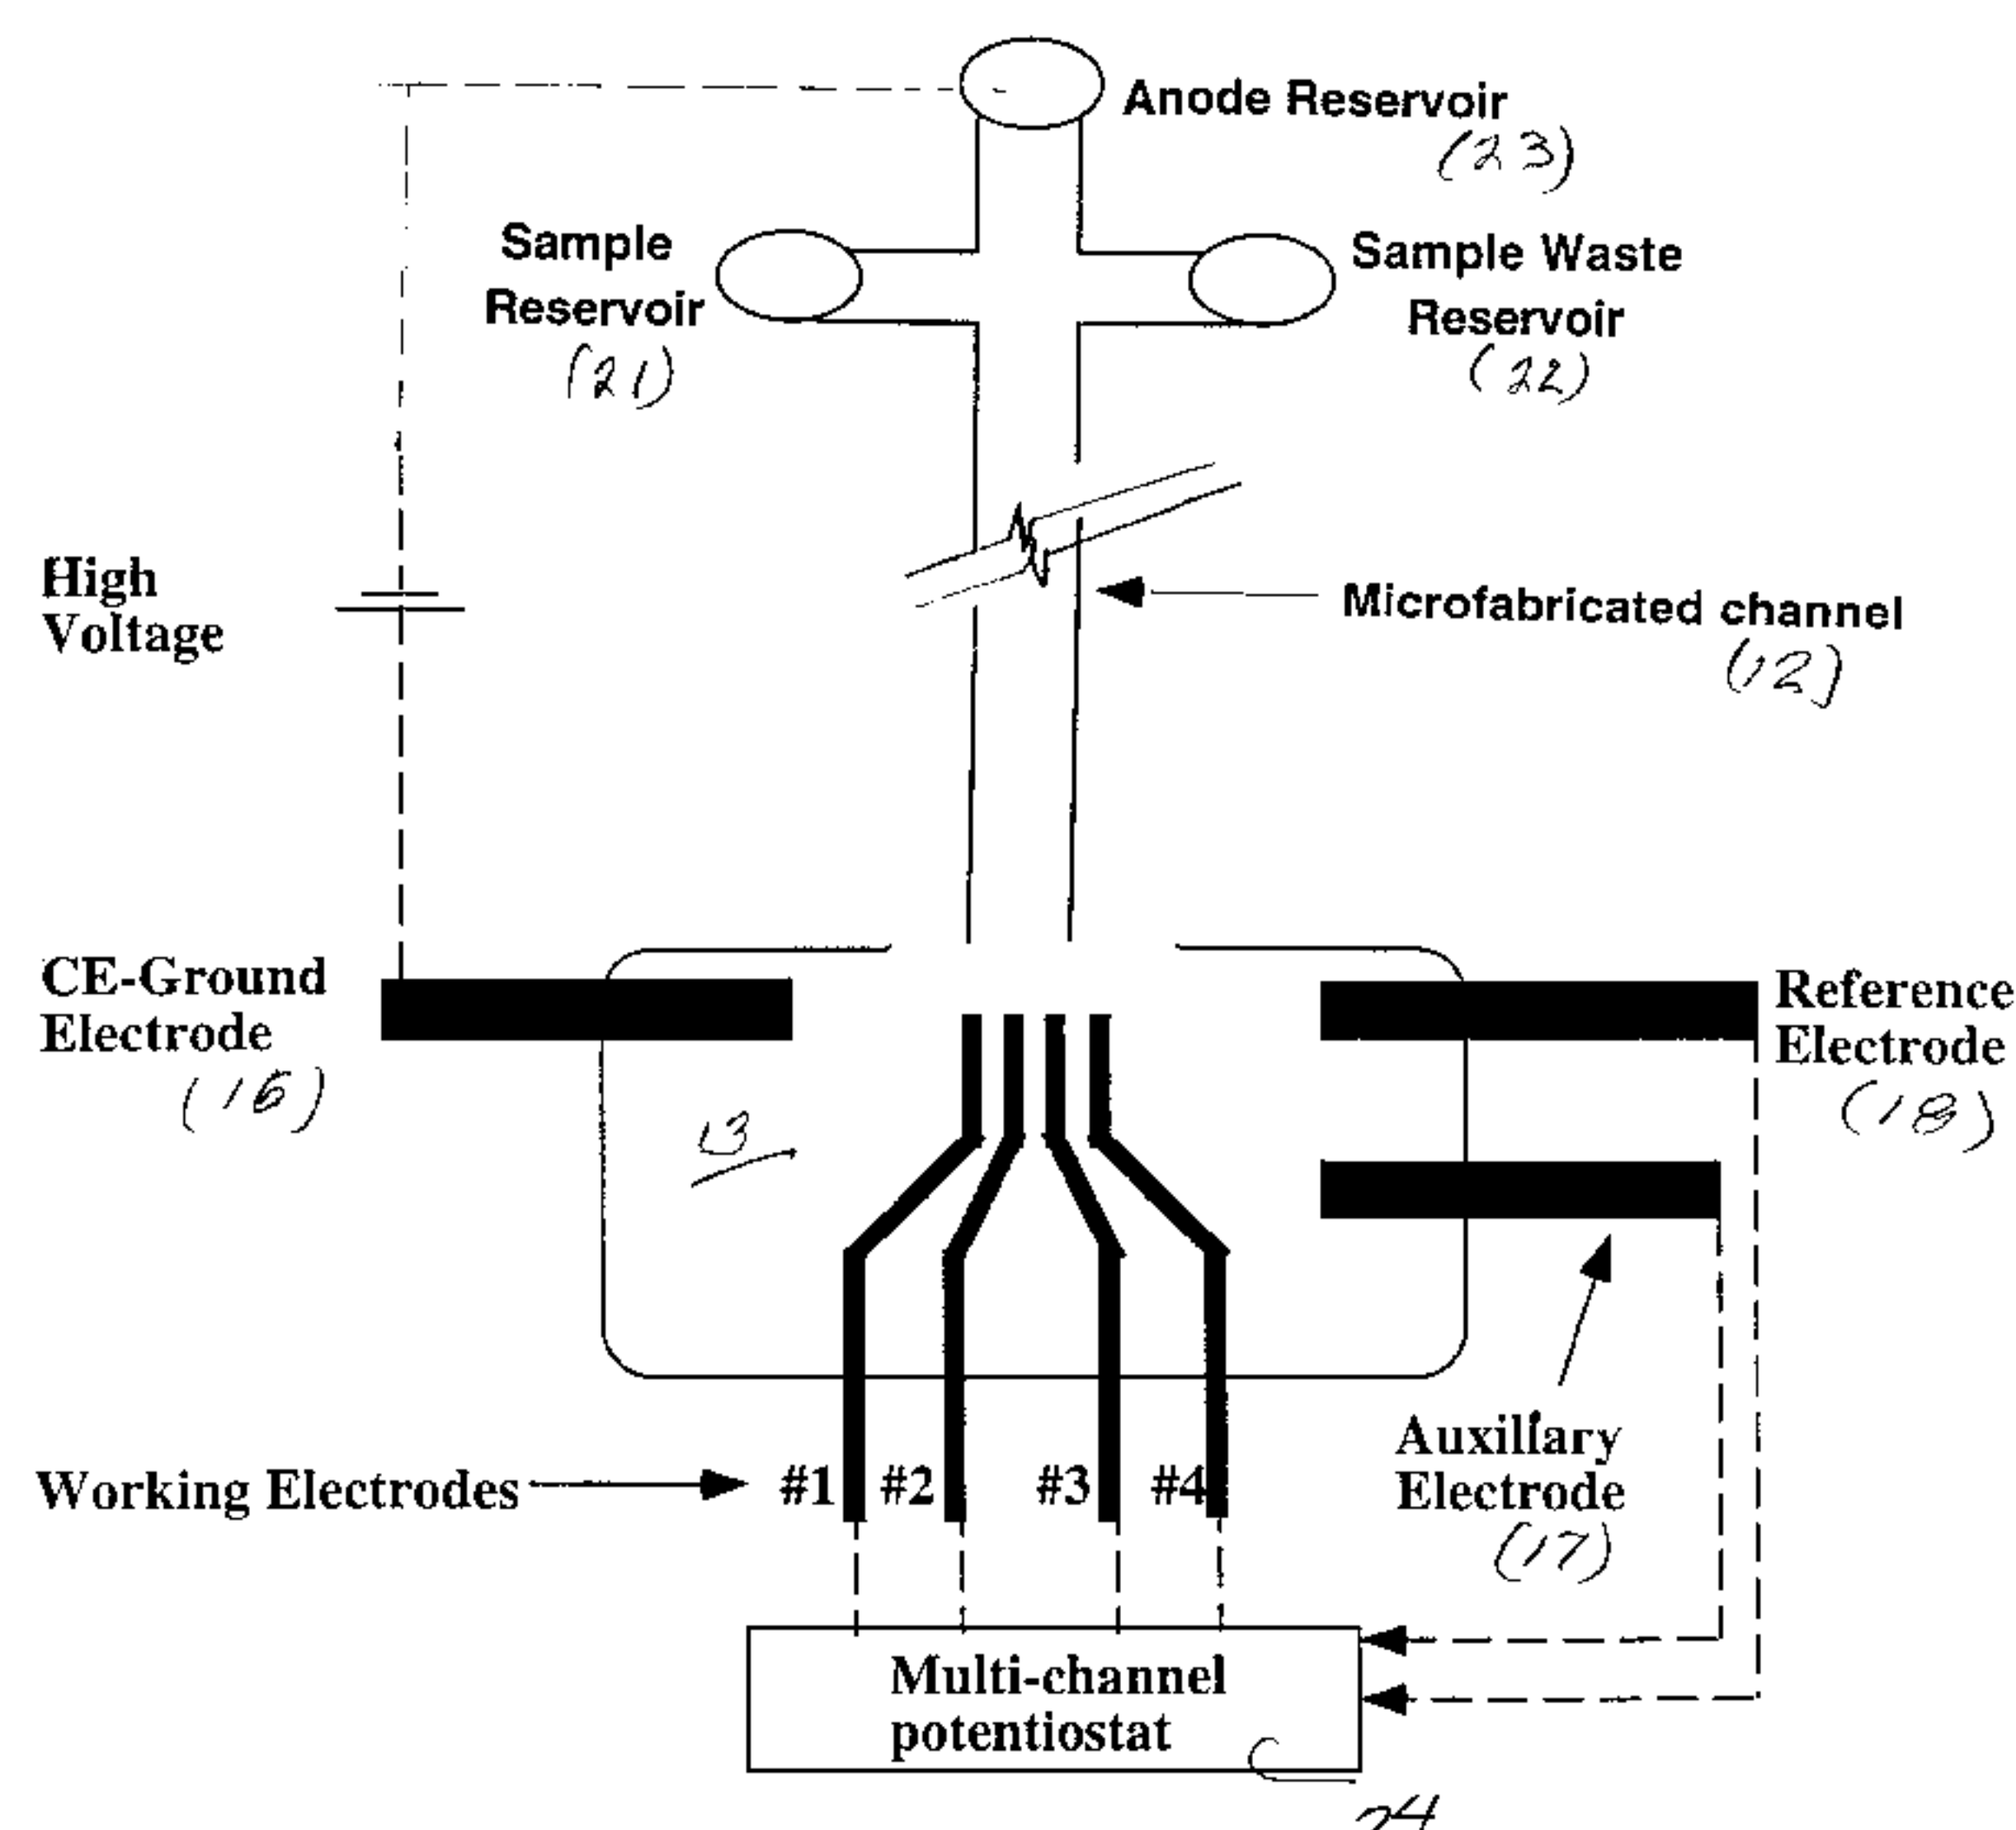 Anode Reservoir
(23)
Sample
Reservoir
(21)
Sample Waste
Reservoir
(22)
High
Voltage
Microfabricated channel
(12)
CE-Ground
Electrode
(16)
Reference
Electrode
(18)
13
Auxiliary
Electrode
(17)
Working Electrodes
#1 #2 #3 #4
Multi-channel
potentiostat
24